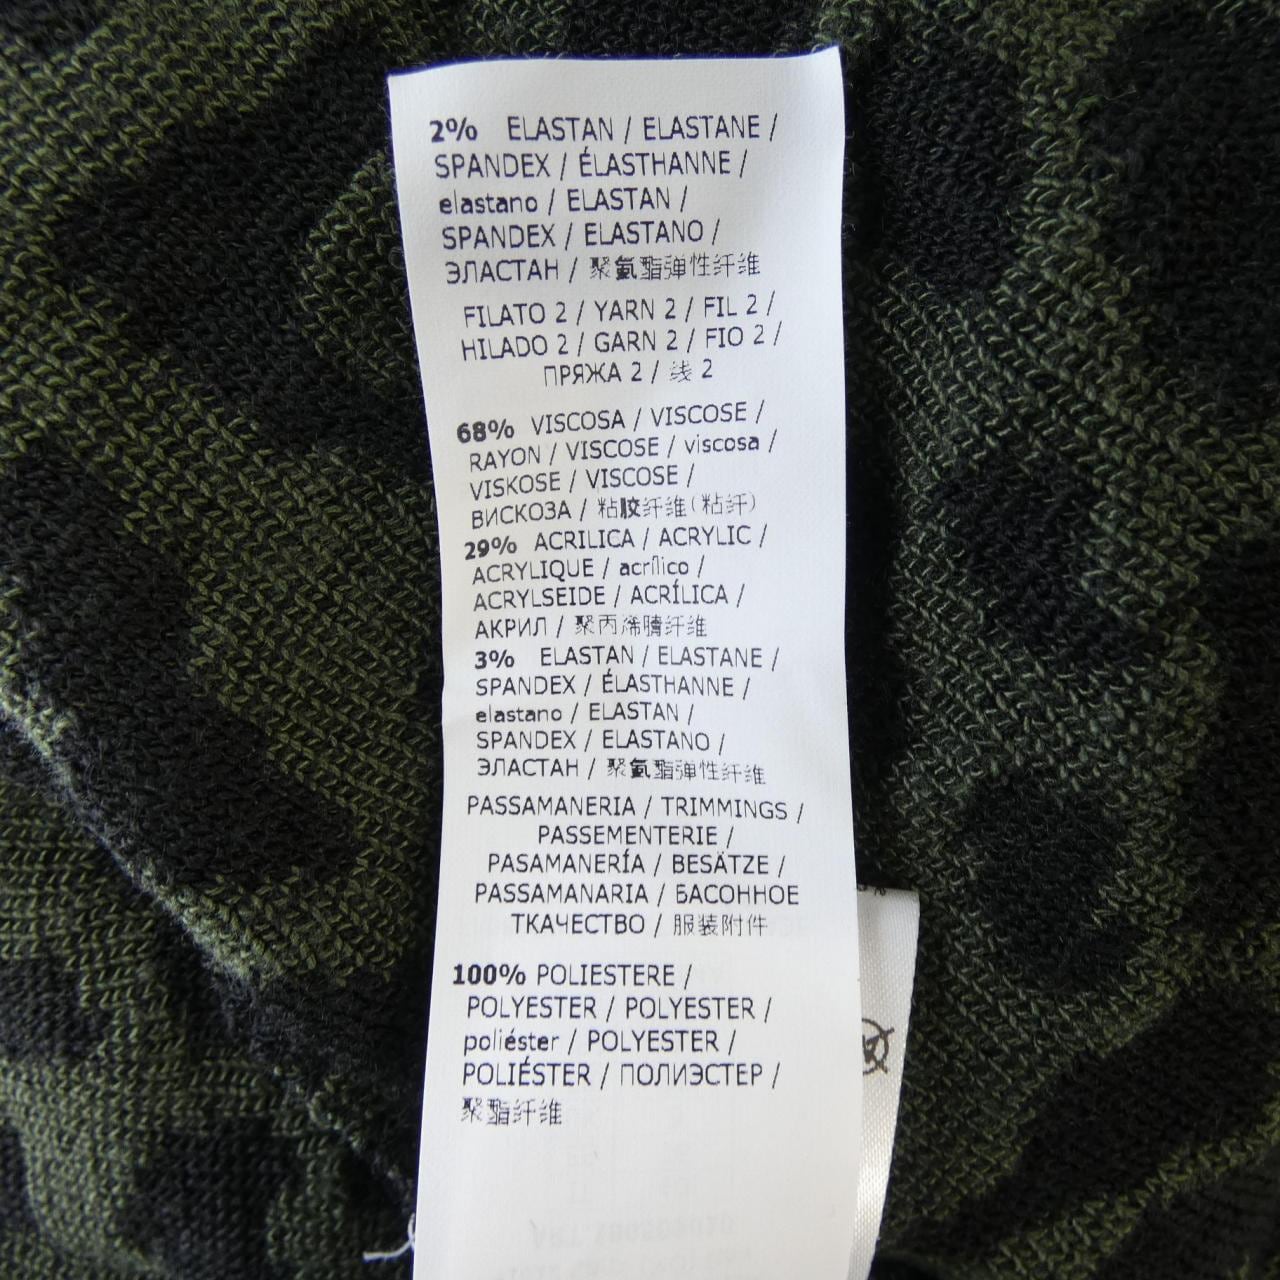 2% ELASTAN / ELASTANE /
SPANDEX / ÉLASTHANNE /
elastano / ELASTAN /
SPANDEX / ELASTANO /
ЭЛАСТАН / 聚氨酯弹性纤维
FILATO 2 / YARN 2 / FIL 2 /
HILADO 2 / GARN 2 / FIO 2 /
ПРЯЖА 2 / 线 2
68% VISCOSA / VISCOSE /
RAYON / VISCOSE / viscosa /
VISKOSE / VISCOSE /
ВИСКОЗА / 粘胶纤维(粘纤)
29% ACRILICA / ACRYLIC /
ACRYLIQUE / acrílico /
ACRYLSEIDE / ACRÍLICA /
АКРИЛ / 聚丙烯腈纤维
3% ELASTAN / ELASTANE /
SPANDEX / ÉLASTHANNE /
elastano / ELASTAN /
SPANDEX / ELASTANO /
ЭЛАСТАН / 聚氨酯弹性纤维
PASSAMANERIA / TRIMMINGS /
PASSEMENTERIE /
PASAMANERÍA / BESÄTZE /
PASSAMANARIA / БАСОННОЕ
ТКАЧЕСТВО / 服装附件
100% POLIESTERE /
POLYESTER / POLYESTER /
poliéster / POLYESTER /
POLIÉSTER / ПОЛИЭСТЕР /
聚酯纤维